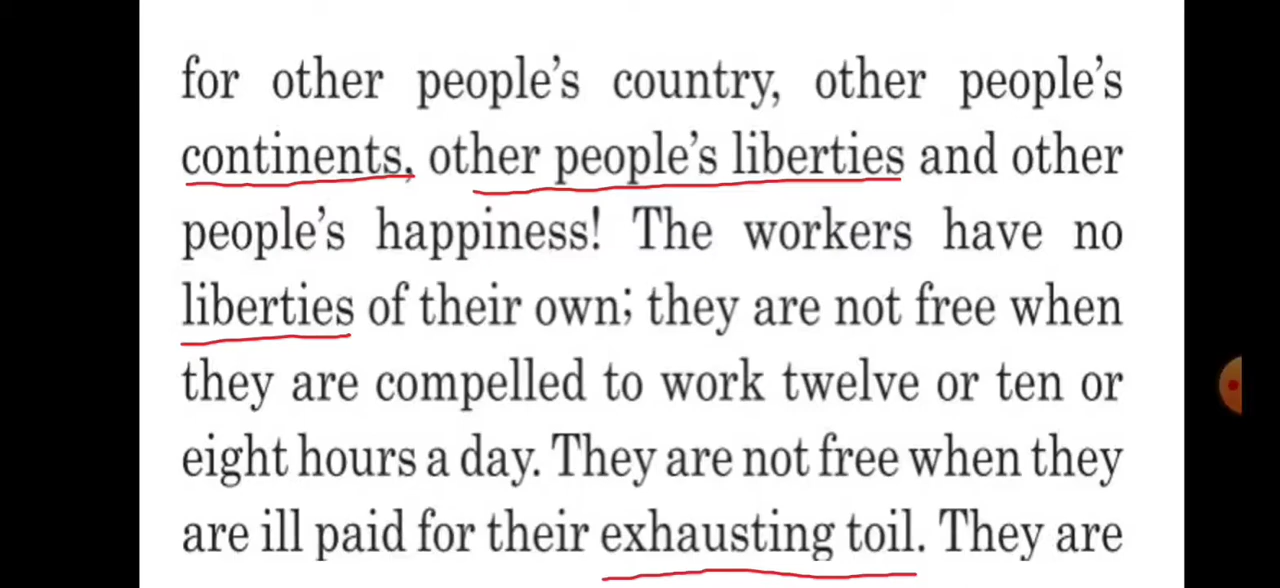 for other people's country, other people's
continents, other people's liberties and other
people's happiness! The workers have no
liberties of their own; they are not free when
they are compelled to work twelve or ten or
eight hours a day. They are not free when they
are ill paid for their exhausting toil. They are